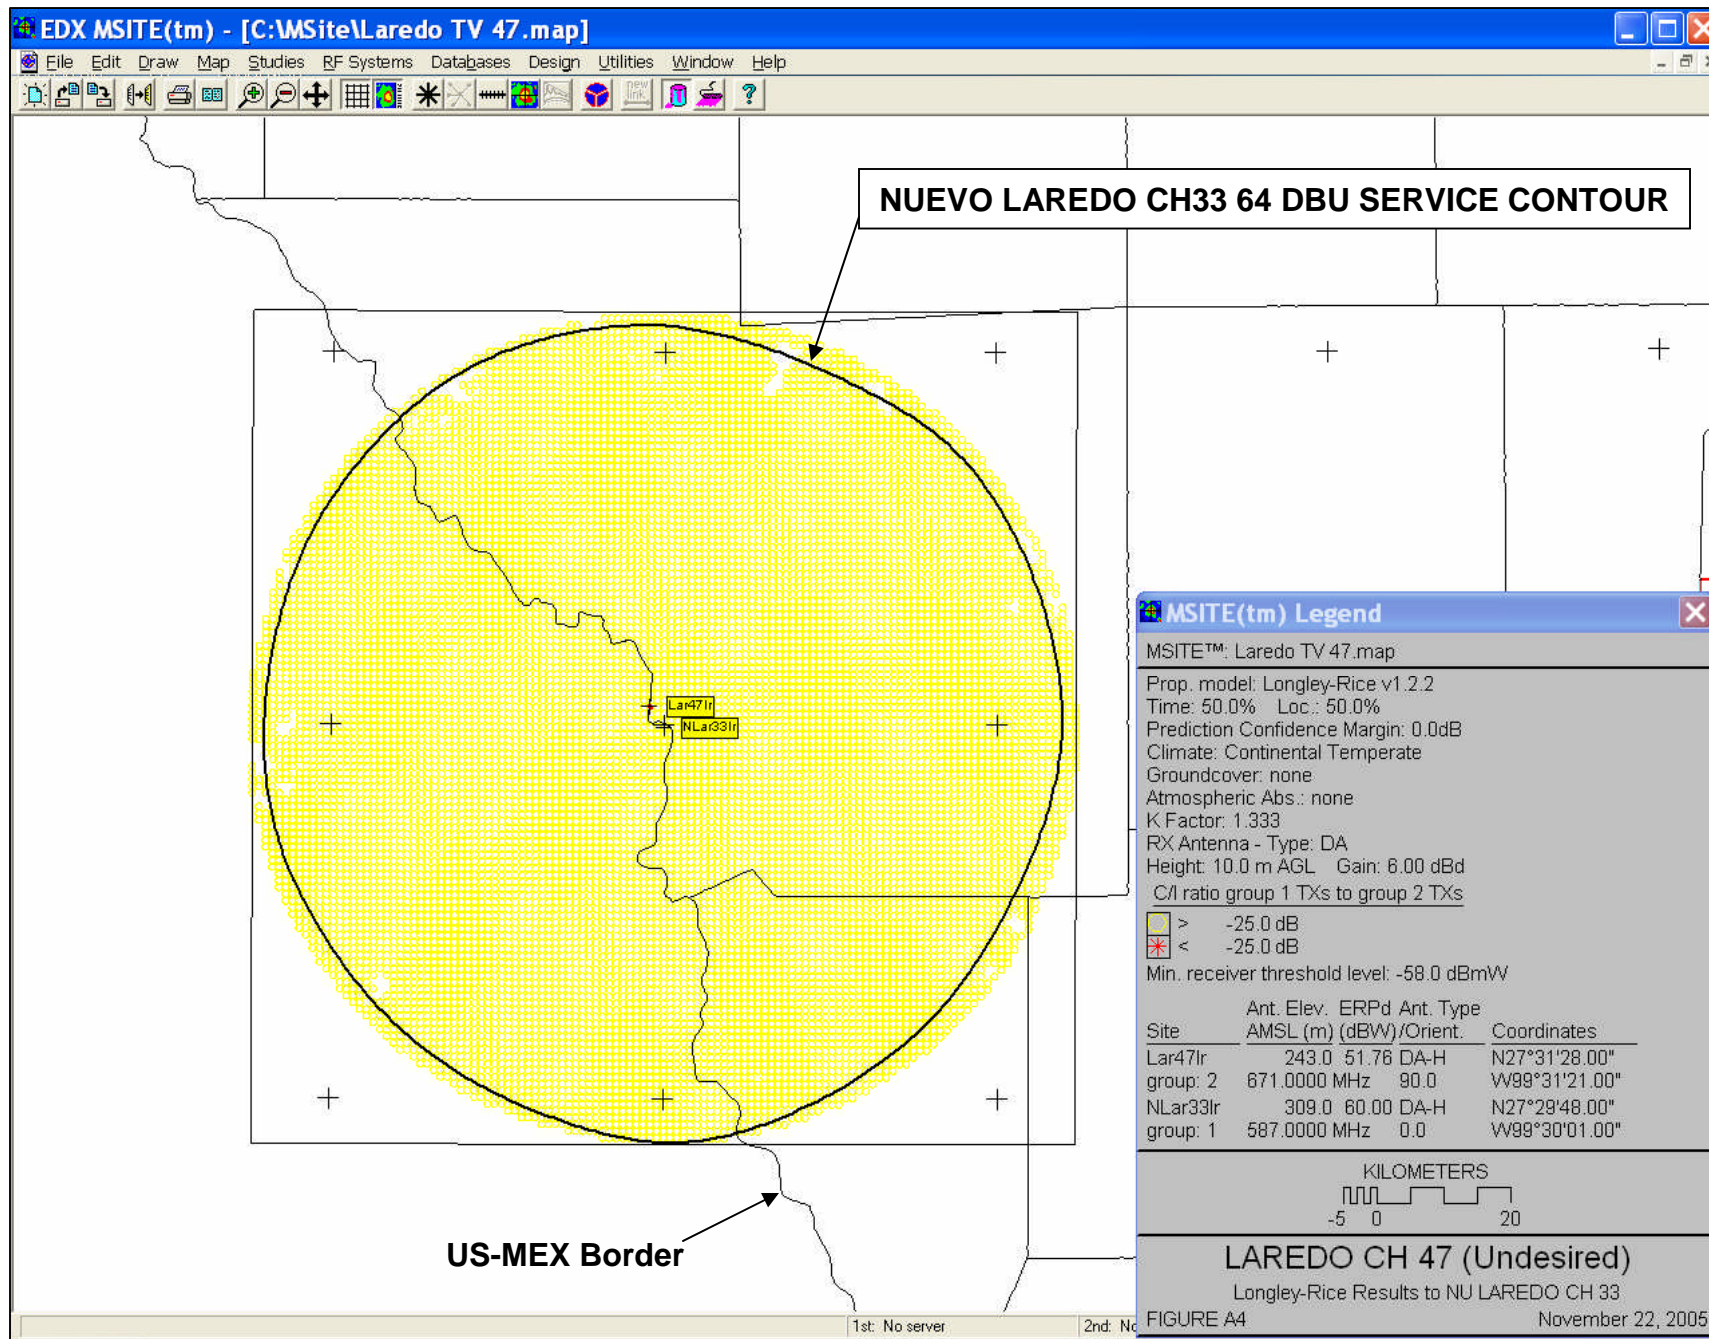 EDX MSITE(tm) - [C:\MSite\Laredo TV 47.map]
File Edit Draw Map Studies RF Systems Databases Design Utilities Window Help
new link
?
NUEVO LAREDO CH33 64 DBU SERVICE CONTOUR
Lar47lr
NLar33lr
US-MEX Border
MSITE(tm) Legend
MSITE™: Laredo TV 47.map
Prop. model: Longley-Rice v1.2.2
Time: 50.0% Loc.: 50.0%
Prediction Confidence Margin: 0.0dB
Climate: Continental Temperate
Groundcover: none
Atmospheric Abs.: none
K Factor: 1.333
RX Antenna - Type: DA
Height: 10.0 m AGL Gain: 6.00 dBd
C/I ratio group 1 TXs to group 2 TXs
> -25.0 dB
< -25.0 dB
Min. receiver threshold level: -58.0 dBmW
Ant. Elev. ERPd Ant. Type
Site AMSL (m) (dBW) /Orient. Coordinates
Lar47lr 243.0 51.76 DA-H N27°31'28.00"
group: 2 671.0000 MHz 90.0 W99°31'21.00"
NLar33lr 309.0 60.00 DA-H N27°29'48.00"
group: 1 587.0000 MHz 0.0 W99°30'01.00"
KILOMETERS
-5 0 20
LAREDO CH 47 (Undesired)
Longley-Rice Results to NU LAREDO CH 33
FIGURE A4 November 22, 2005
1st: No server 2nd: